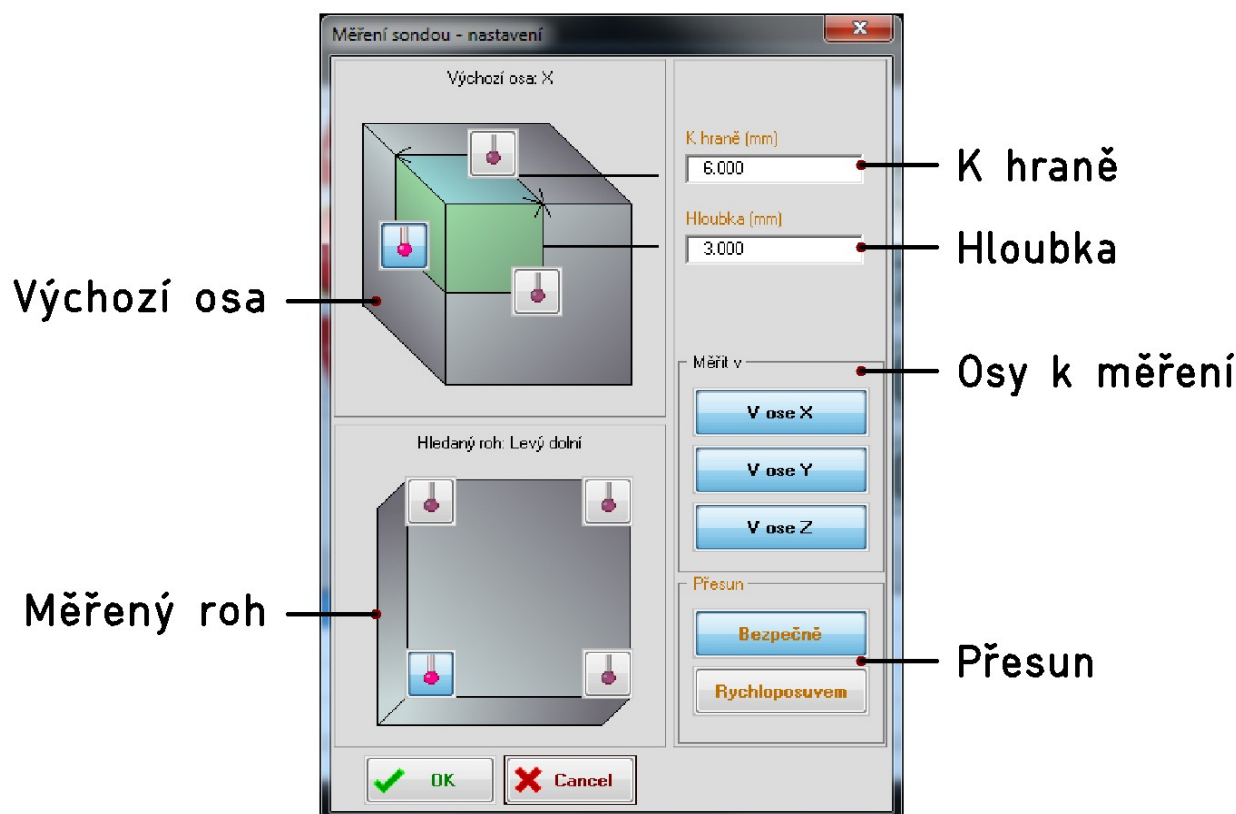 Měření sondou - nastavení
Výchozí osa: X
K hraně (mm)
6.000
K hraně
Hloubka (mm)
3.000
Hloubka
Výchozí osa
Měřit v
Osy k měření
V ose X
V ose Y
V ose Z
Hledaný roh: Levý dolní
Měřený roh
Přesun
Bezpečně
Přesun
Rychloposuvem
OK
Cancel